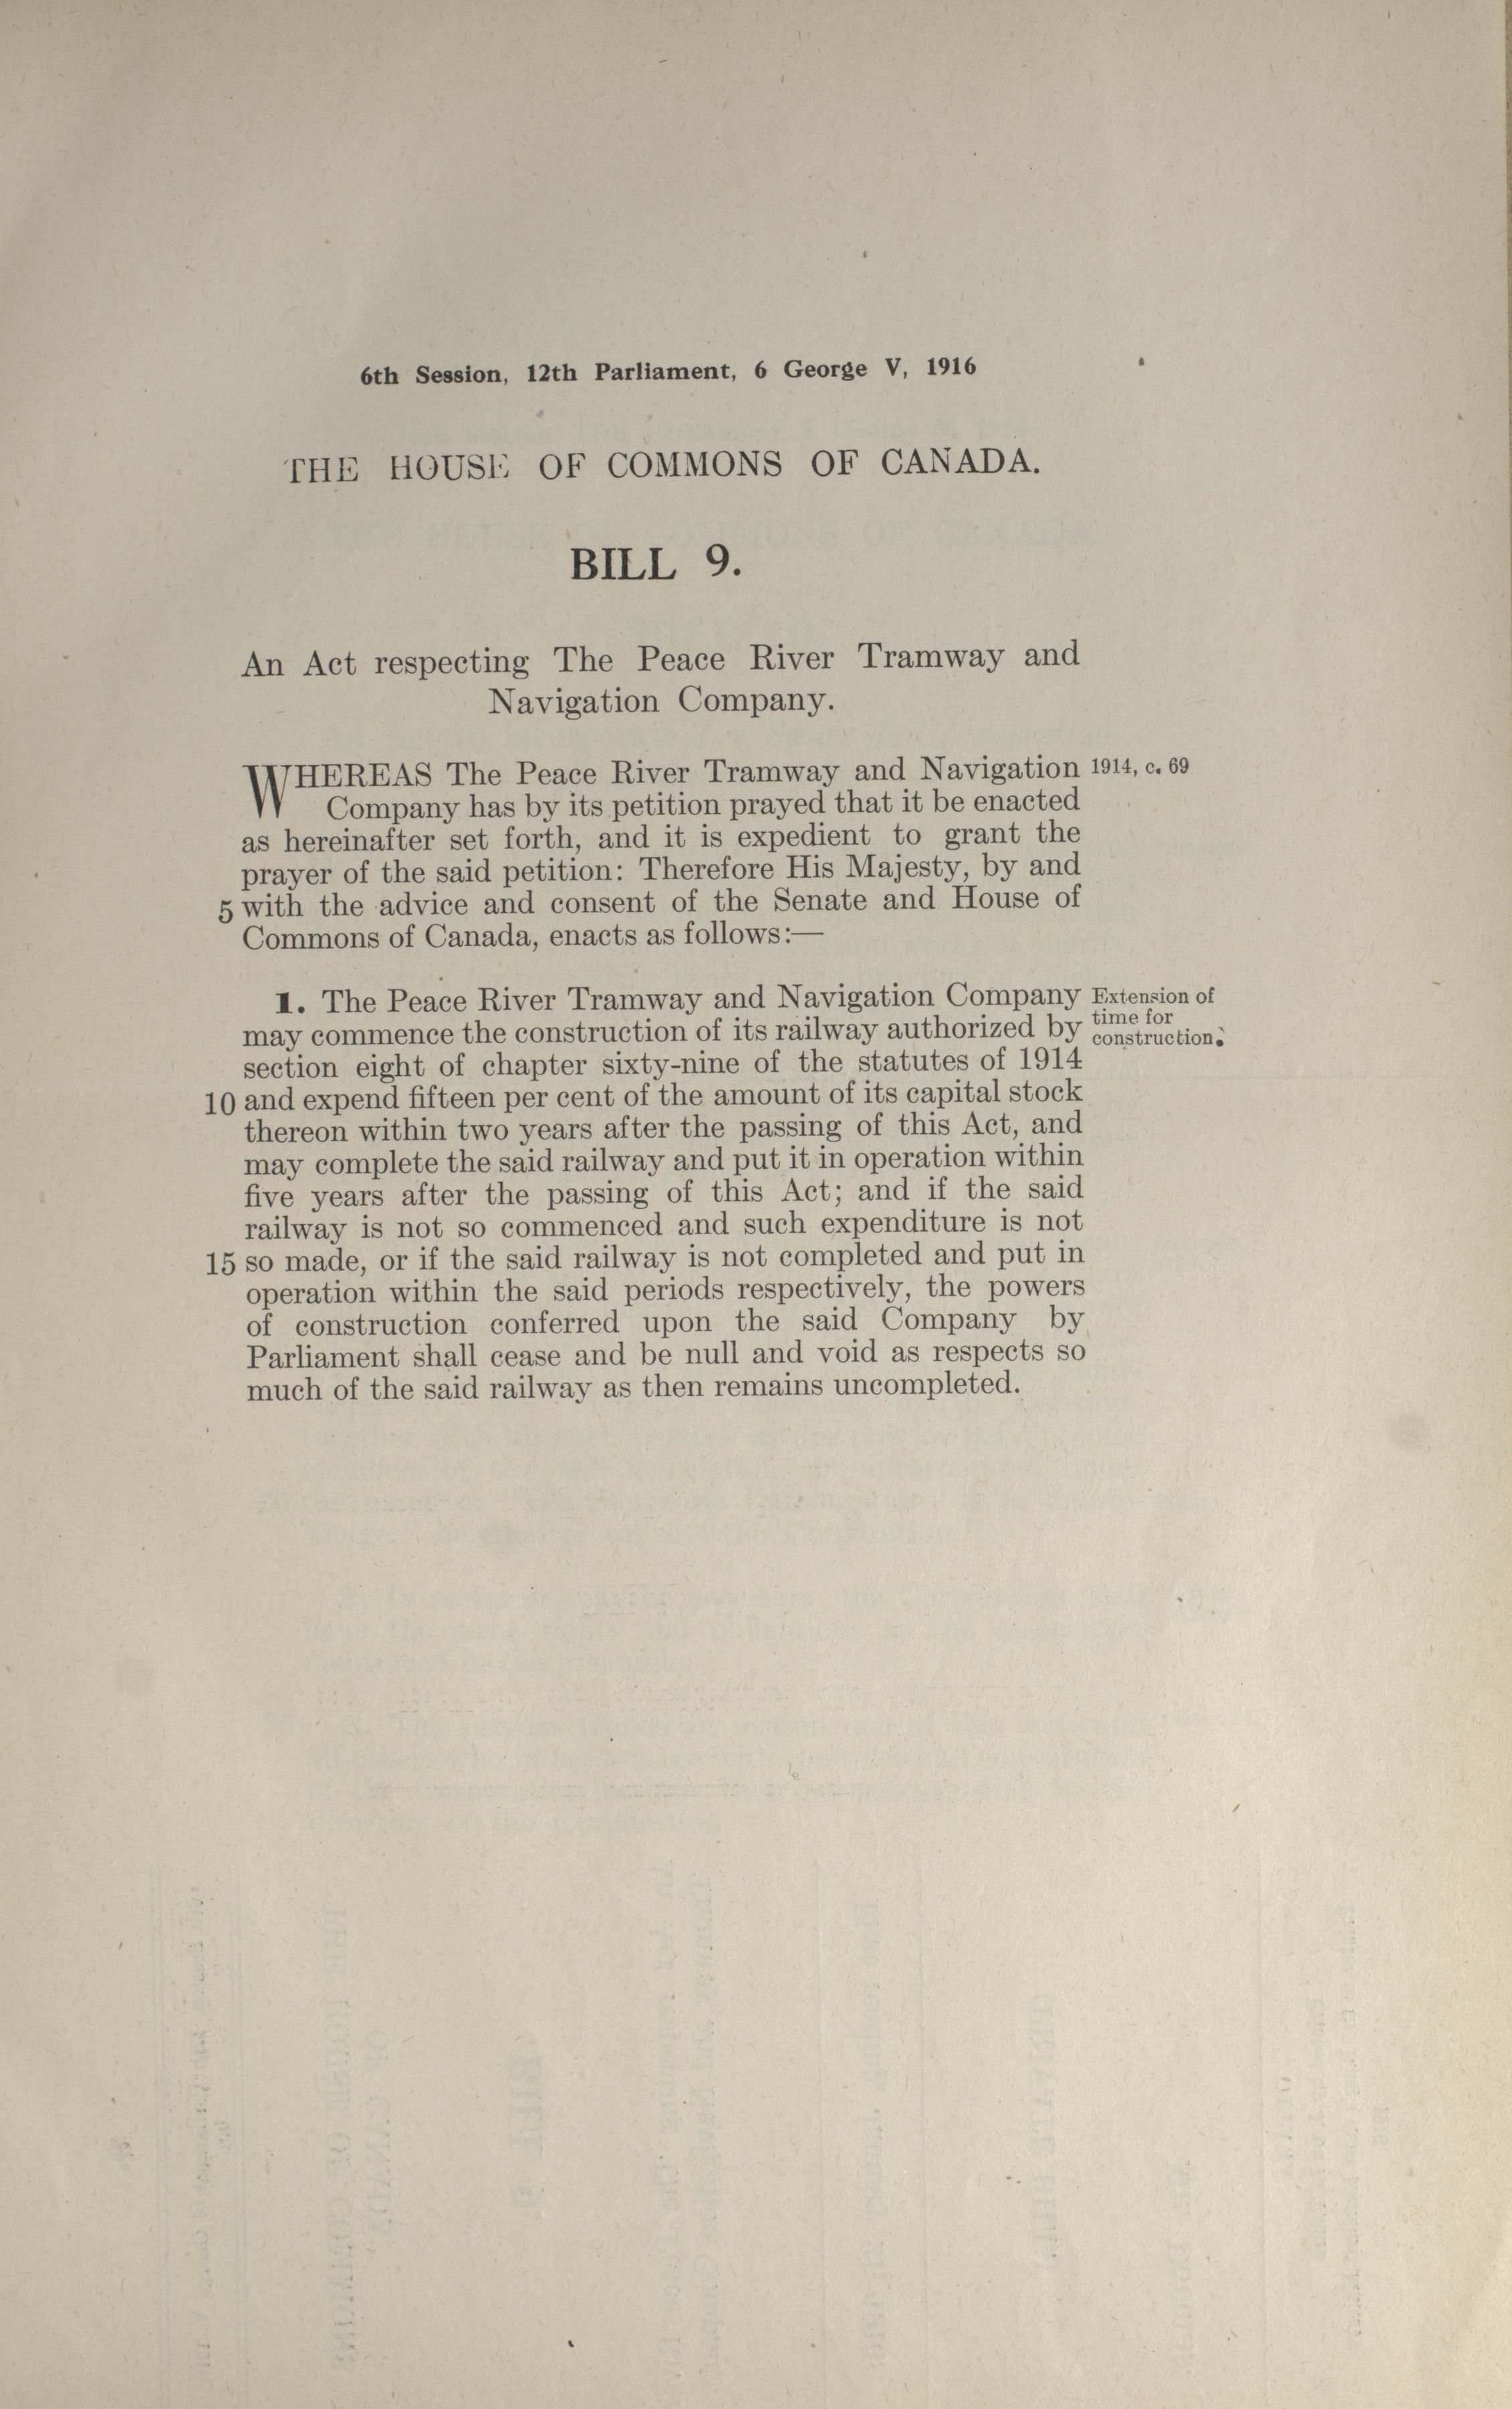 6th Session, 12th Parliament, 6 George V, 1916
THE HOUSE OF COMMONS OF CANADA.
BILL 9.
An Act respecting The Peace River Tramway and
Navigation Company.
WHEREAS The Peace River Tramway and Navigation 1914, c. 69
Company has by its petition prayed that it be enacted
as hereinafter set forth, and it is expedient to grant the
prayer of the said petition: Therefore His Majesty, by and
5 with the advice and consent of the Senate and House of
Commons of Canada, enacts as follows:—
1. The Peace River Tramway and Navigation Company
may commence the construction of its railway authorized by
section eight of chapter sixty-nine of the statutes of 1914
10 and expend fifteen per cent of the amount of its capital stock
thereon within two years after the passing of this Act, and
may complete the said railway and put it in operation within
five years after the passing of this Act; and if the said
railway is not so commenced and such expenditure is not
15 so made, or if the said railway is not completed and put in
operation within the said periods respectively, the powers
of construction conferred upon the said Company by
Parliament shall cease and be null and void as respects so
much of the said railway as then remains uncompleted.
Extension of
time for
construction.